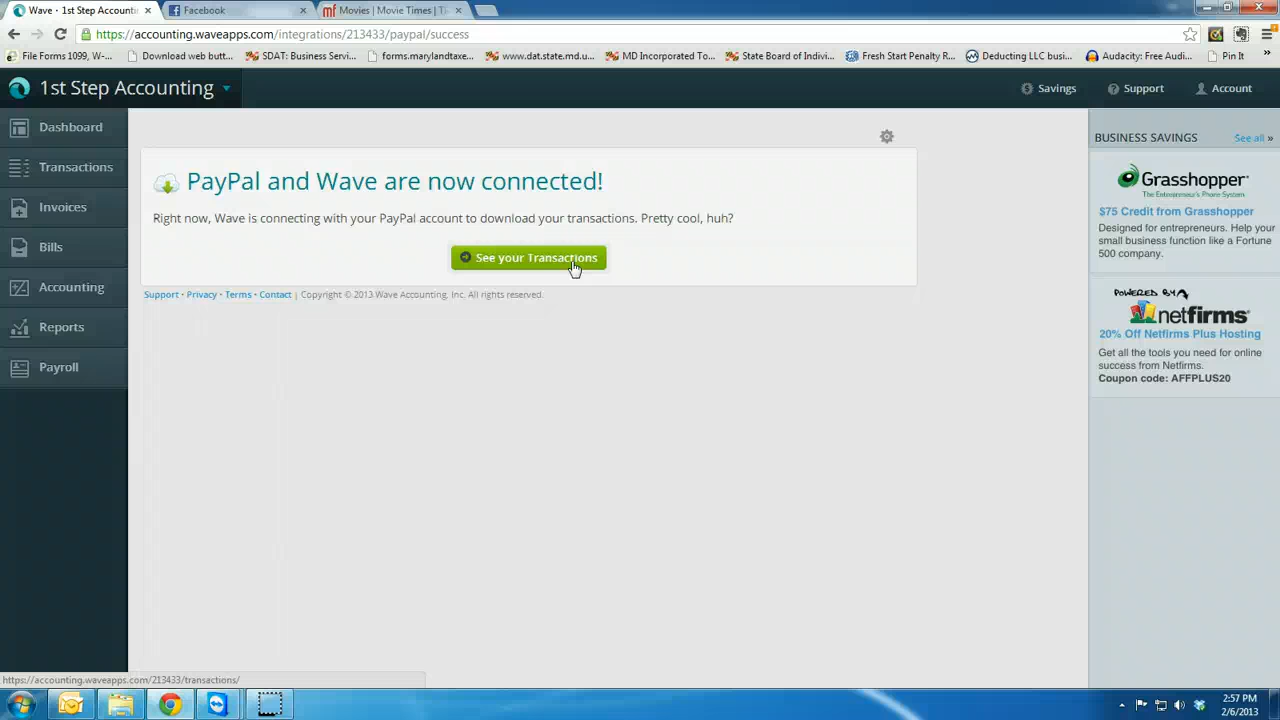 Wave - 1st Step Accounti
Facebook
Movies | Movie Times | T
https://accounting.waveapps.com/integrations/213433/paypal/success
File Forms 1099, W-...
Download web butt...
SDAT: Business Servi...
forms.marylandtaxe...
www.dat.state.md.u...
MD Incorporated To...
State Board of Indivi...
Fresh Start Penalty R...
Deducting LLC busi...
Audacity: Free Audi...
Pin It
1st Step Accounting
Savings
Support
Account
Dashboard
Transactions
Invoices
Bills
Accounting
Reports
Payroll
PayPal and Wave are now connected!
Right now, Wave is connecting with your PayPal account to download your transactions. Pretty cool, huh?
See your Transactions
Support • Privacy • Terms • Contact | Copyright © 2013 Wave Accounting, Inc. All rights reserved.
BUSINESS SAVINGS
See all »
Grasshopper
The Entrepreneur's Phone System
$75 Credit from Grasshopper
Designed for entrepreneurs. Help your
small business function like a Fortune
500 company.
POWERED BY
netfirms
20% Off Netfirms Plus Hosting
Get all the tools you need for online
success from Netfirms.
Coupon code: AFFPLUS20
https://accounting.waveapps.com/213433/transactions/
2:57 PM
2/6/2013